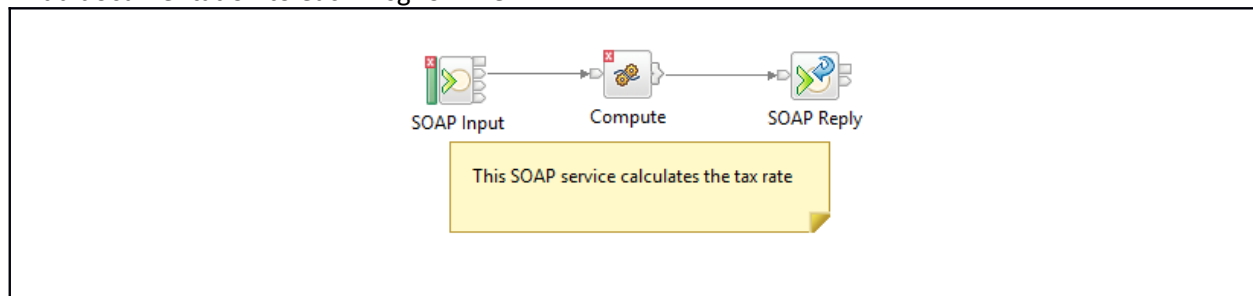 SOAP Input
Compute
SOAP Reply
This SOAP service calculates the tax rate